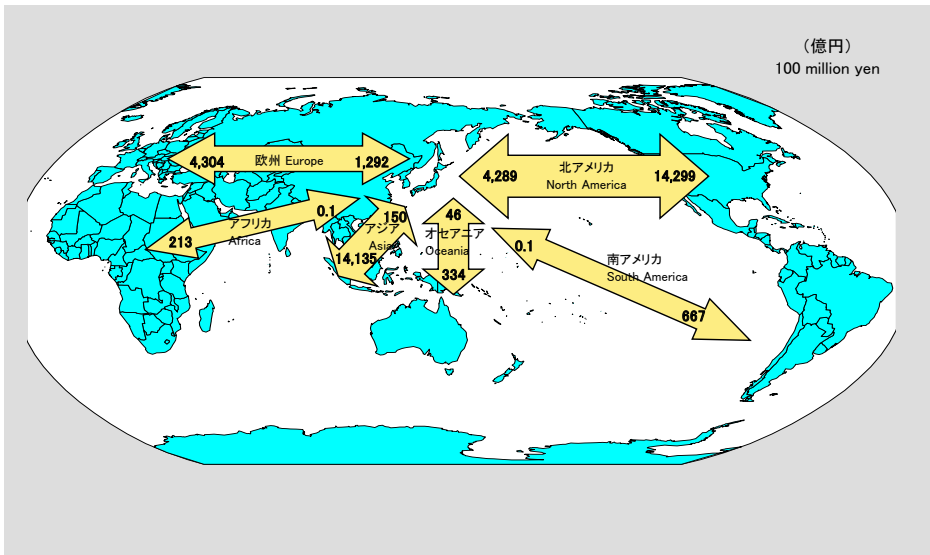 （億円）
100 million yen
4,304
欧州 Europe
1,292
4,289
北アメリカ
North America
14,299
213
アフリカ
Africa
0.1
150
アジア
Asia
14,135
46
オセアニア
Oceania
334
0.1
南アメリカ
South America
667